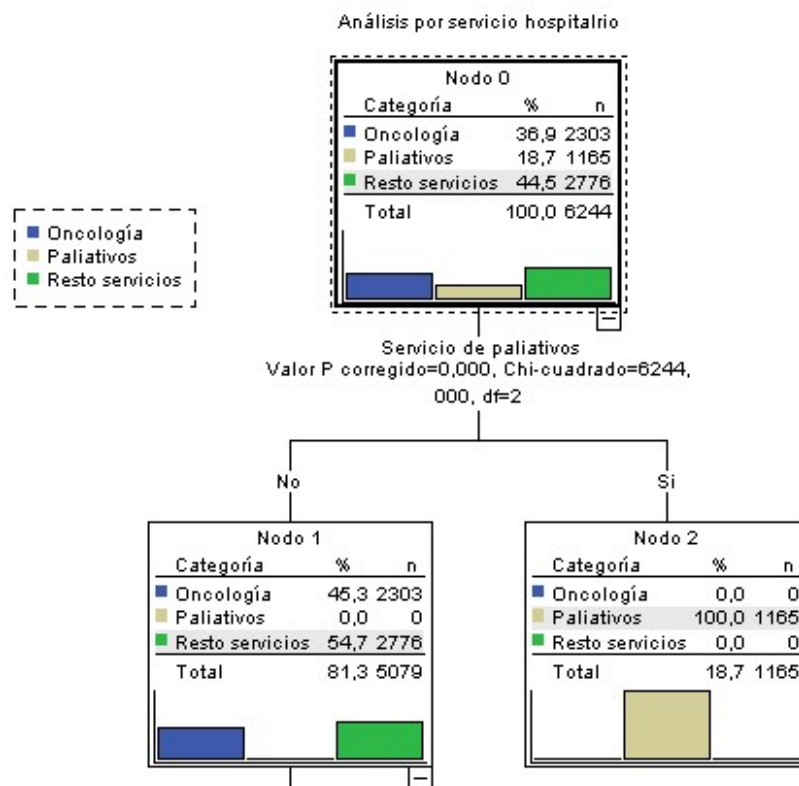 Análisis por servicio hospitalrio
Nodo 0
Categoría % n
Oncología 36,9 2303
Paliativos 18,7 1165
Resto servicios 44,5 2776
Total 100,0 6244
Oncología
Paliativos
Resto servicios
Servicio de paliativos
Valor P corregido=0,000, Chi-cuadrado=6244,
000, df=2
No
Si
Nodo 1
Categoría % n
Oncología 45,3 2303
Paliativos 0,0 0
Resto servicios 54,7 2776
Total 81,3 5079
Nodo 2
Categoría % n
Oncología 0,0 0
Paliativos 100,0 1165
Resto servicios 0,0 0
Total 18,7 1165